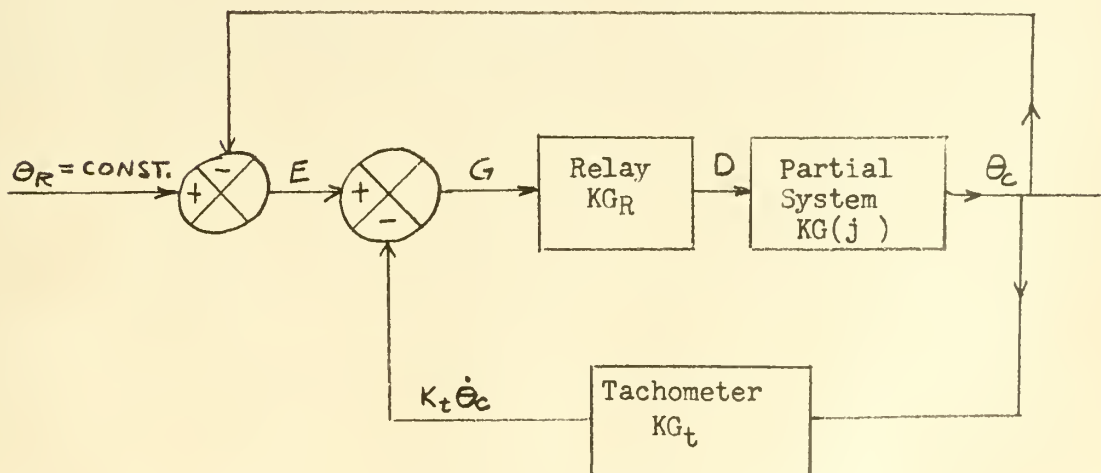 θR = CONST.
+
-
E
+
-
G
Relay
KGR
D
Partial
System
KG(j )
θc
Kt θ̇c
Tachometer
KGt